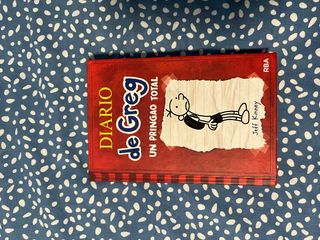 DIARIO
de Greg
UN PRINGAO TOTAL
Jeff Kinney
RBA